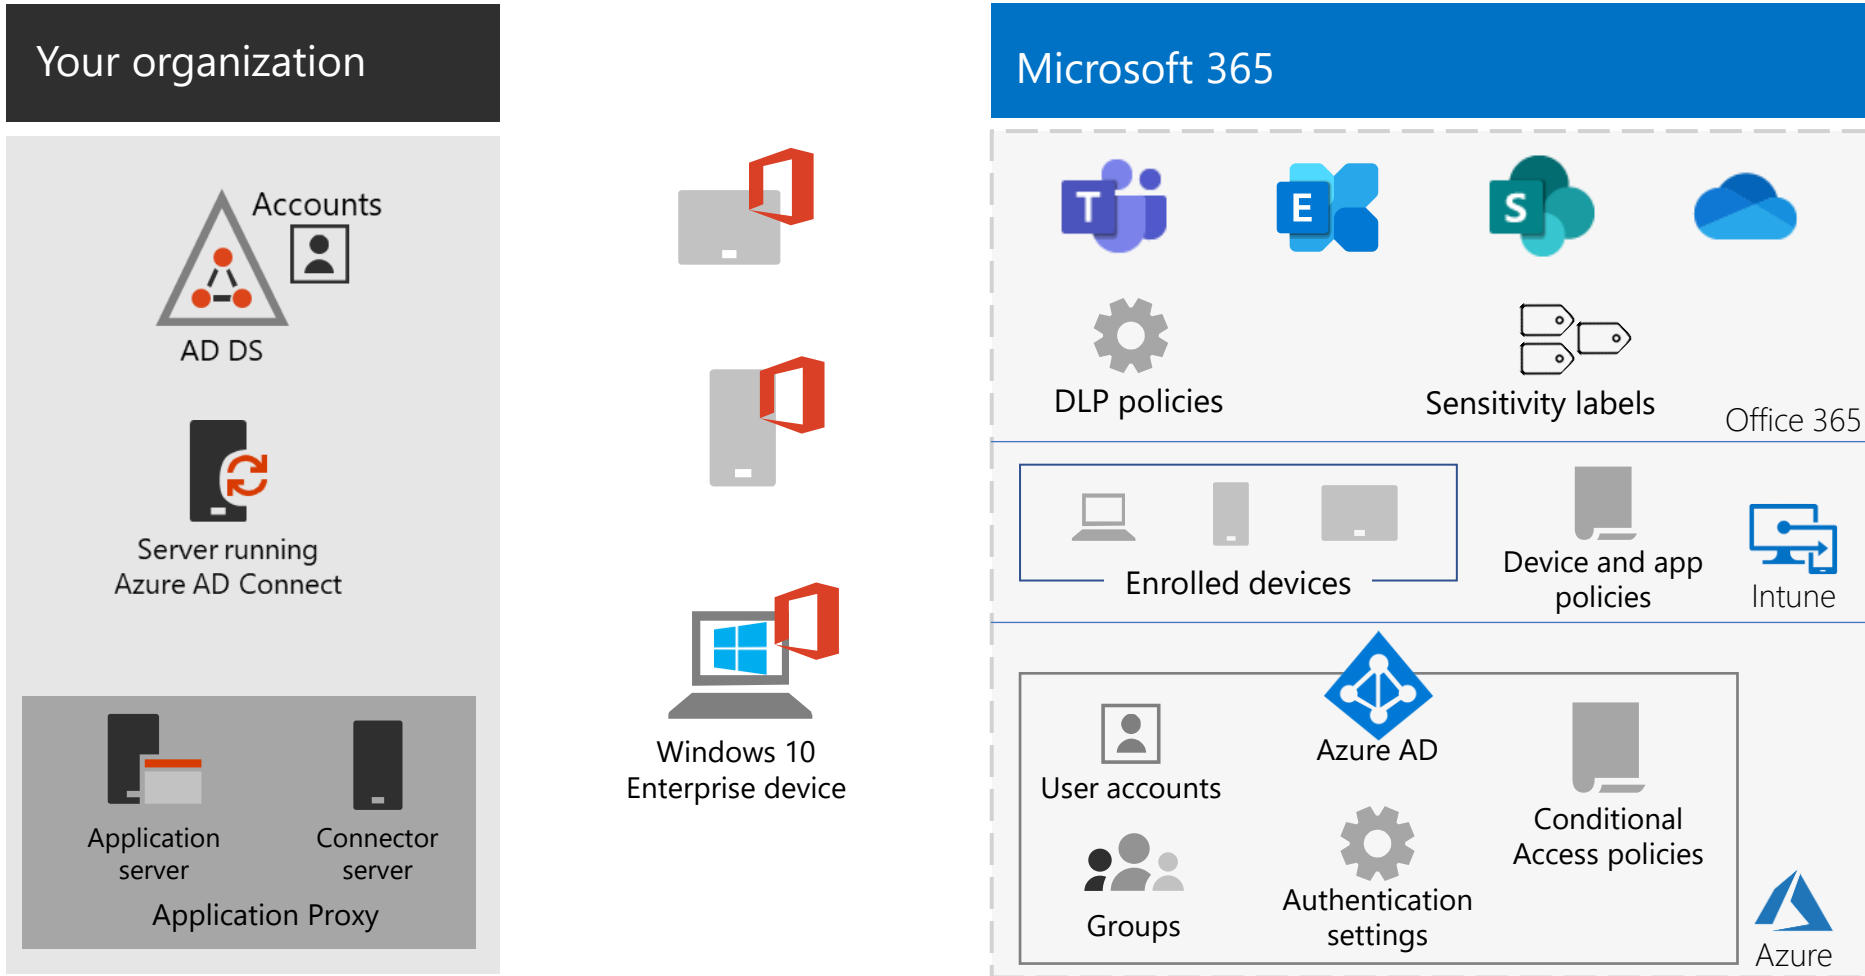 Your organization
Accounts
AD DS
Server running
Azure AD Connect
Application
server
Connector
server
Application Proxy
Windows 10
Enterprise device
Microsoft 365
T
E
S
DLP policies
Sensitivity labels
Office 365
Enrolled devices
Device and app
policies
Intune
Azure AD
User accounts
Groups
Authentication
settings
Conditional
Access policies
Azure